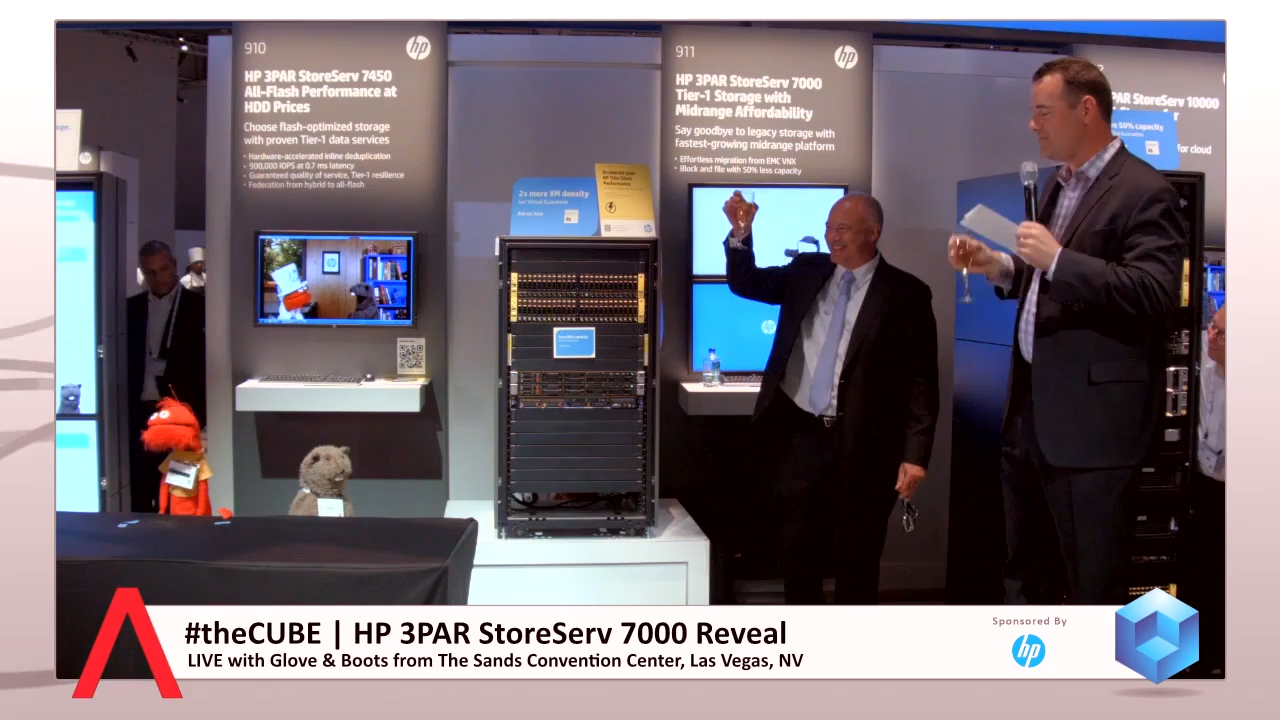 910
hp
HP 3PAR StoreServ 7450
All-Flash Performance at
HDD Prices
Choose flash-optimized storage
with proven Tier-1 data services
• Hardware-accelerated inline deduplication
• 900,000 IOPS at 0.7 ms latency
• Guaranteed quality of service, Tier-1 resilience
• Federation from hybrid to all-flash
911
hp
HP 3PAR StoreServ 7000
Tier-1 Storage with
Midrange Affordability
Say goodbye to legacy storage with
fastest-growing midrange platform
• Effortless migration from EMC VNX
• Block and file with 50% less capacity
PAR StoreServ 10000
50% capacity
for cloud
2x more VM density
Accelerate your
HP Thin Client
Performance
#theCUBE | HP 3PAR StoreServ 7000 Reveal
LIVE with Glove & Boots from The Sands Convention Center, Las Vegas, NV
Sponsored By
hp